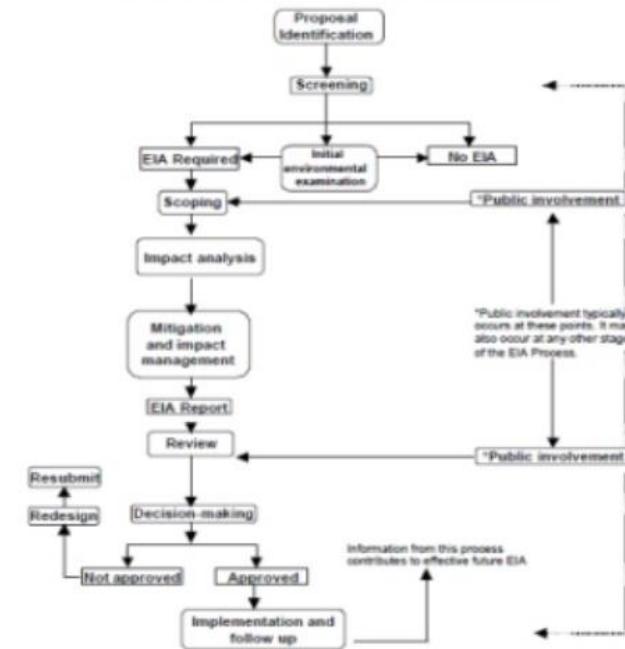 Proposal
Identification
Screening
EIA Required
Initial
environmental
examination
No EIA
Scoping
*Public involvement
Impact analysis
*Public involvement typically
occurs at these points. It
also occur at any other
of the EIA Process.
Mitigation
and impact
management
EIA Report
Review
*Public involvement
Resubmit
Redesign
Decision-making
Not approved
Approved
Information from this process
contributes to effective future EIA
Implementation and
follow up